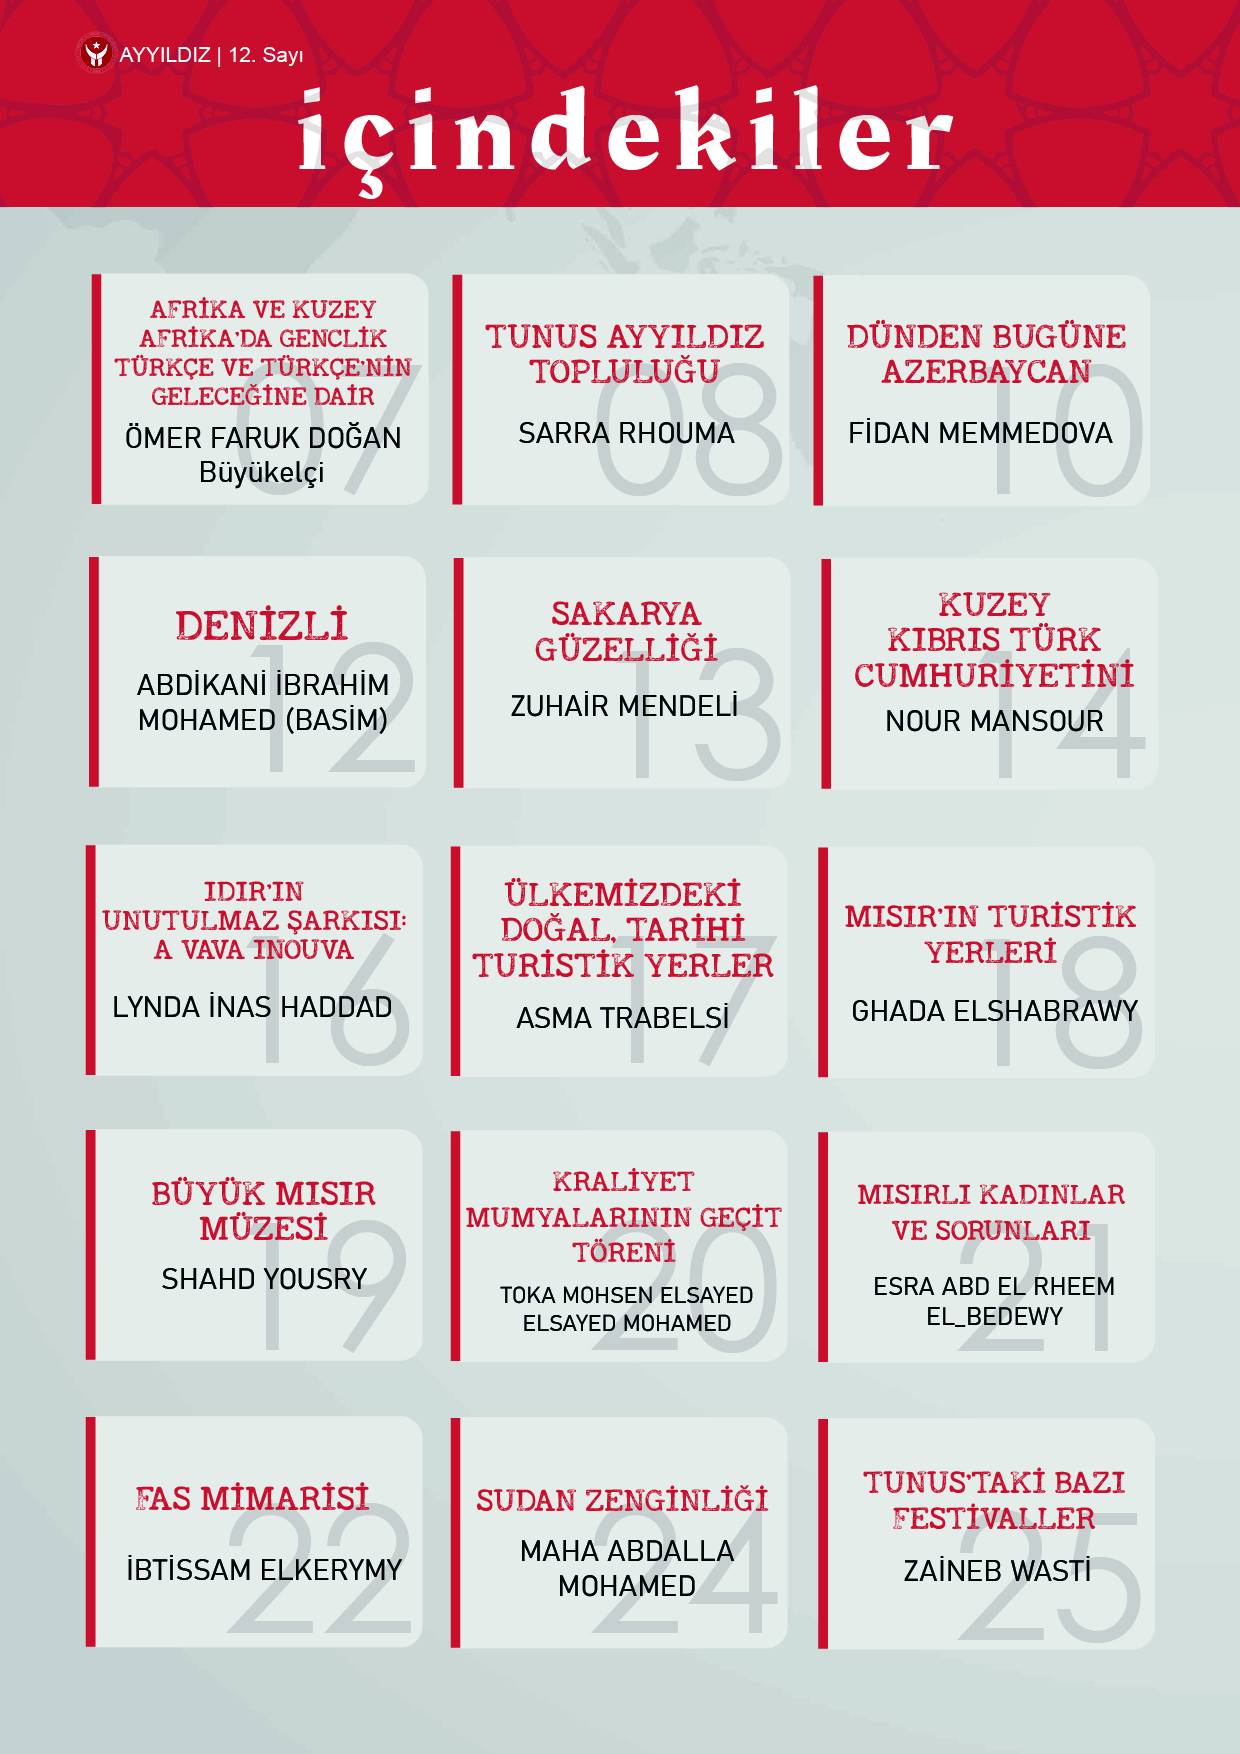 AYYILDIZ | 12. Sayı
içindekiler
AFRİKA VE KUZEY
AFRİKA'DA GENCLİK
TÜRKÇE VE TÜRKÇE'NİN
GELECEĞİNE DAİR
ÖMER FARUK DOĞAN
Büyükelçi
07
TUNUS AYYILDIZ
TOPLULUĞU
SARRA RHOUMA
08
DÜNDEN BUGÜNE
AZERBAYCAN
FİDAN MEMMEDOVA
10
DENİZLİ
ABDİKANİ İBRAHİM
MOHAMED (BASİM)
12
SAKARYA
GÜZELLİĞİ
ZUHAİR MENDELİ
13
KUZEY
KIBRIS TÜRK
CUMHURİYETİNİ
NOUR MANSOUR
14
IDIR'IN
UNUTULMAZ ŞARKISI:
A VAVA INOUVA
LYNDA İNAS HADDAD
16
ÜLKEMİZDEKİ
DOĞAL, TARİHİ
TURİSTİK YERLER
ASMA TRABELSİ
17
MISIR'IN TURİSTİK
YERLERİ
GHADA ELSHABRAWY
18
BÜYÜK MISIR
MÜZESİ
SHAHD YOUSRY
19
KRALİYET
MUMYALARININ GEÇİT
TÖRENİ
TOKA MOHSEN ELSAYED
ELSAYED MOHAMED
20
MISIRLI KADINLAR
VE SORUNLARI
ESRA ABD EL RHEEM
EL_BEDEWY
21
FAS MİMARİSİ
İBTİSSAM ELKERYMY
22
SUDAN ZENGİNLİĞİ
MAHA ABDALLA
MOHAMED
24
TUNUS'TAKİ BAZI
FESTİVALLER
ZAİNEB WASTİ
25